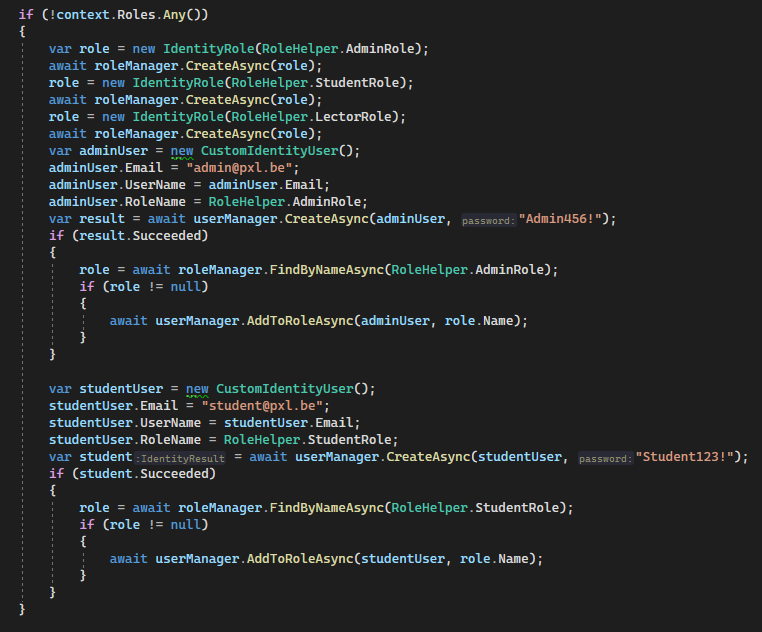 if (!context.Roles.Any())
{
var role = new IdentityRole(RoleHelper.AdminRole);
await roleManager.CreateAsync(role);
role = new IdentityRole(RoleHelper.StudentRole);
await roleManager.CreateAsync(role);
role = new IdentityRole(RoleHelper.LectorRole);
await roleManager.CreateAsync(role);
var adminUser = new CustomIdentityUser();
adminUser.Email = "admin@pxl.be";
adminUser.UserName = adminUser.Email;
adminUser.RoleName = RoleHelper.AdminRole;
var result = await userManager.CreateAsync(adminUser, password: "Admin456!");
if (result.Succeeded)
{
role = await roleManager.FindByNameAsync(RoleHelper.AdminRole);
if (role != null)
{
await userManager.AddToRoleAsync(adminUser, role.Name);
}
}
var studentUser = new CustomIdentityUser();
studentUser.Email = "student@pxl.be";
studentUser.UserName = studentUser.Email;
studentUser.RoleName = RoleHelper.StudentRole;
var student :IdentityResult = await userManager.CreateAsync(studentUser, password: "Student123!");
if (student.Succeeded)
{
role = await roleManager.FindByNameAsync(RoleHelper.StudentRole);
if (role != null)
{
await userManager.AddToRoleAsync(studentUser, role.Name);
}
}
}